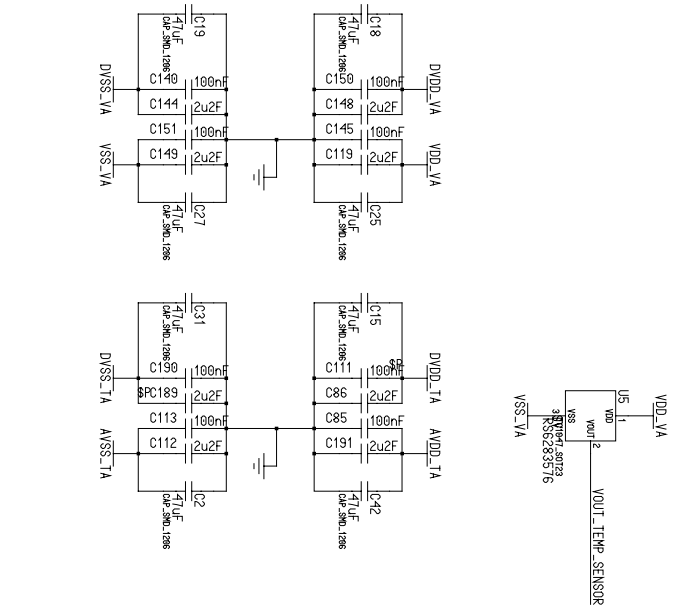 C19
47uF
CAP_SMD_1206
C140 100nF
DVSS_VA
C144 2u2F
C151 100nF
VSS_VA
C149 2u2F
C27
47uF
CAP_SMD_1206
C18
47uF
CAP_SMD_1206
C150 100nF
DVDD_VA
C148 2u2F
C145 100nF
VDD_VA
C119 2u2F
C25
47uF
CAP_SMD_1206
C31
47uF
CAP_SMD_1206
C190 100nF
DVSS_TA
C189 2u2F
C113 100nF
AVSS_TA
C112 2u2F
C2
47uF
CAP_SMD_1206
C15
47uF
CAP_SMD_1206
C111 100nF
DVDD_TA
C86 2u2F
C85 100nF
AVDD_TA
C191 2u2F
C42
47uF
CAP_SMD_1206
U5
VDD_VA
1
VDD
VOUT
2
VSS
3
VSS_VA
RS6283576
VOUT_TEMP_SENSOR